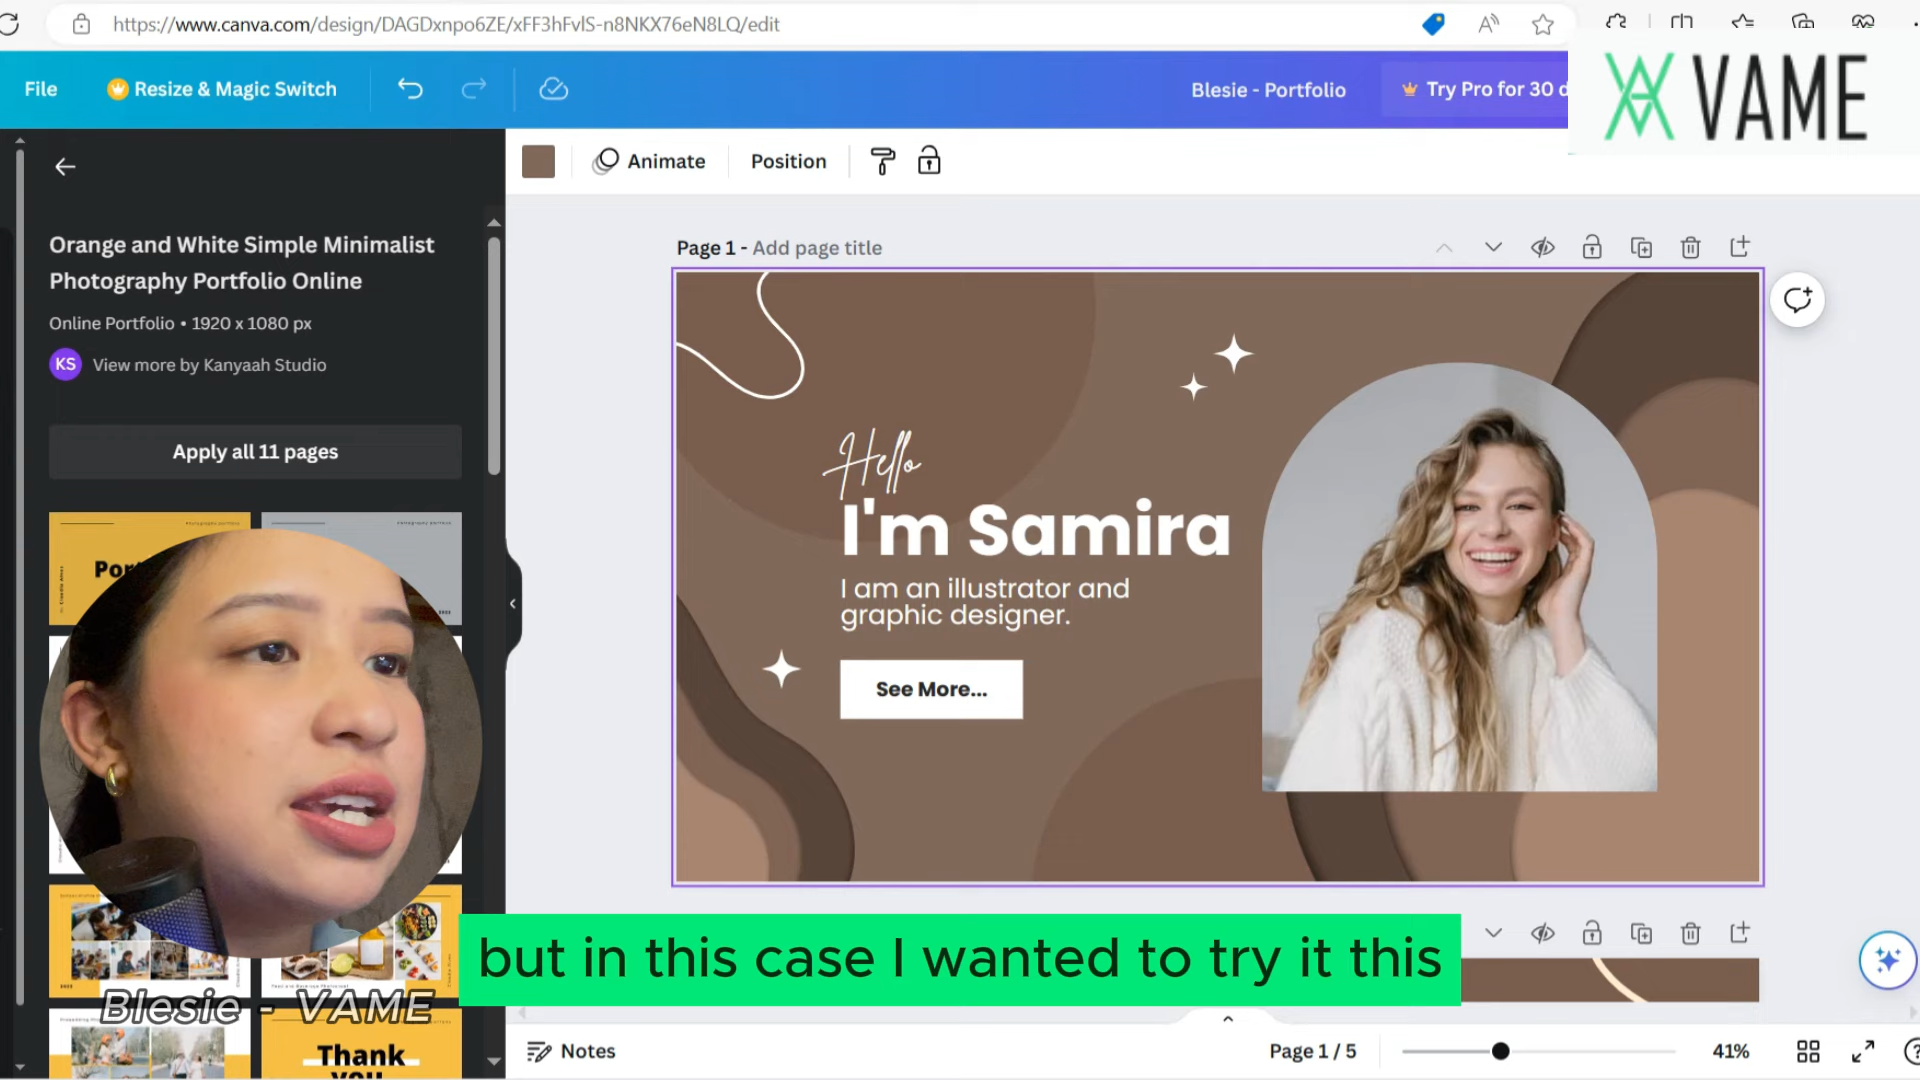 https://www.canva.com/design/DAGDxnpo6ZE/xFF3hFvlS-n8NKX76eN8LQ/edit
File
Resize & Magic Switch
Blesie - Portfolio
Try Pro for 30 d
VAME
Animate
Position
Orange and White Simple Minimalist
Photography Portfolio Online
Online Portfolio • 1920 x 1080 px
KS
View more by Kanyaah Studio
Apply all 11 pages
Page 1 - Add page title
Hello
I'm Samira
I am an illustrator and
graphic designer.
See More...
but in this case I wanted to try it this
Blesie - VAME
Thank
you
Notes
Page 1 / 5
41%